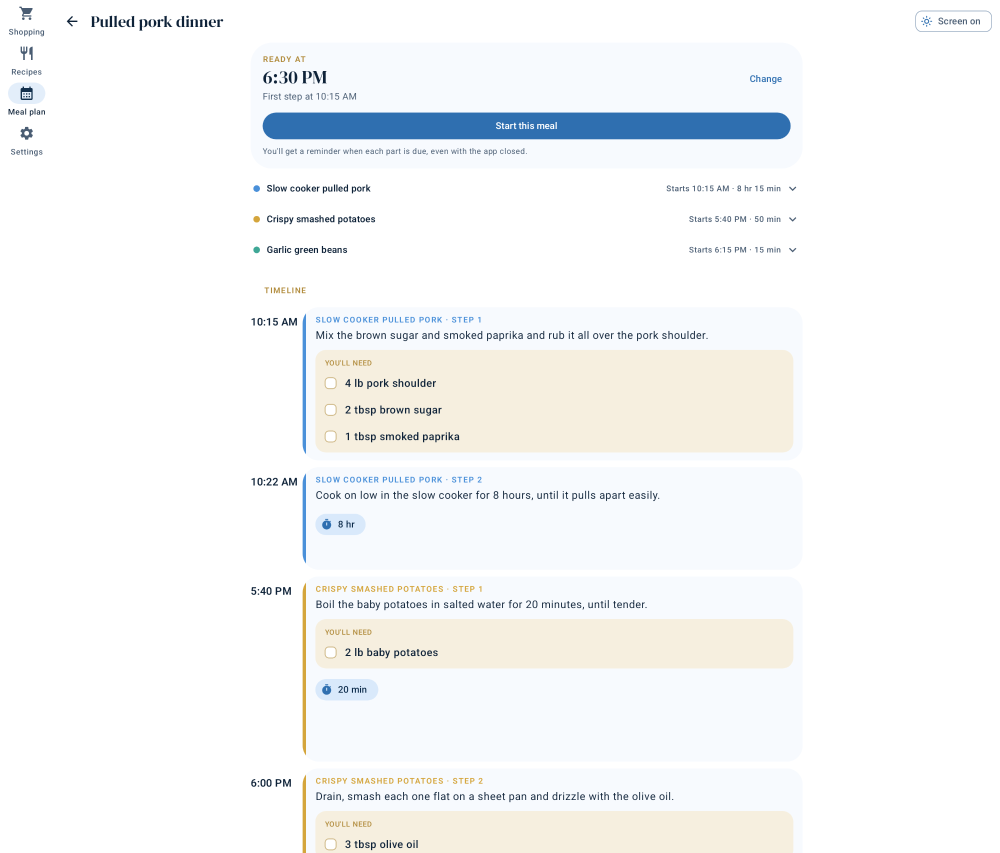 Pulled pork dinner
Screen on
Shopping
Recipes
Meal plan
Settings
READY AT
6:30 PM
First step at 10:15 AM
Change
Start this meal
You'll get a reminder when each part is due, even with the app closed.
Slow cooker pulled pork
Starts 10:15 AM · 8 hr 15 min
Crispy smashed potatoes
Starts 5:40 PM · 50 min
Garlic green beans
Starts 6:15 PM · 15 min
TIMELINE
10:15 AM
SLOW COOKER PULLED PORK · STEP 1
Mix the brown sugar and smoked paprika and rub it all over the pork shoulder.
YOU'LL NEED
4 lb pork shoulder
2 tbsp brown sugar
1 tbsp smoked paprika
10:22 AM
SLOW COOKER PULLED PORK · STEP 2
Cook on low in the slow cooker for 8 hours, until it pulls apart easily.
8 hr
5:40 PM
CRISPY SMASHED POTATOES · STEP 1
Boil the baby potatoes in salted water for 20 minutes, until tender.
YOU'LL NEED
2 lb baby potatoes
20 min
6:00 PM
CRISPY SMASHED POTATOES · STEP 2
Drain, smash each one flat on a sheet pan and drizzle with the olive oil.
YOU'LL NEED
3 tbsp olive oil